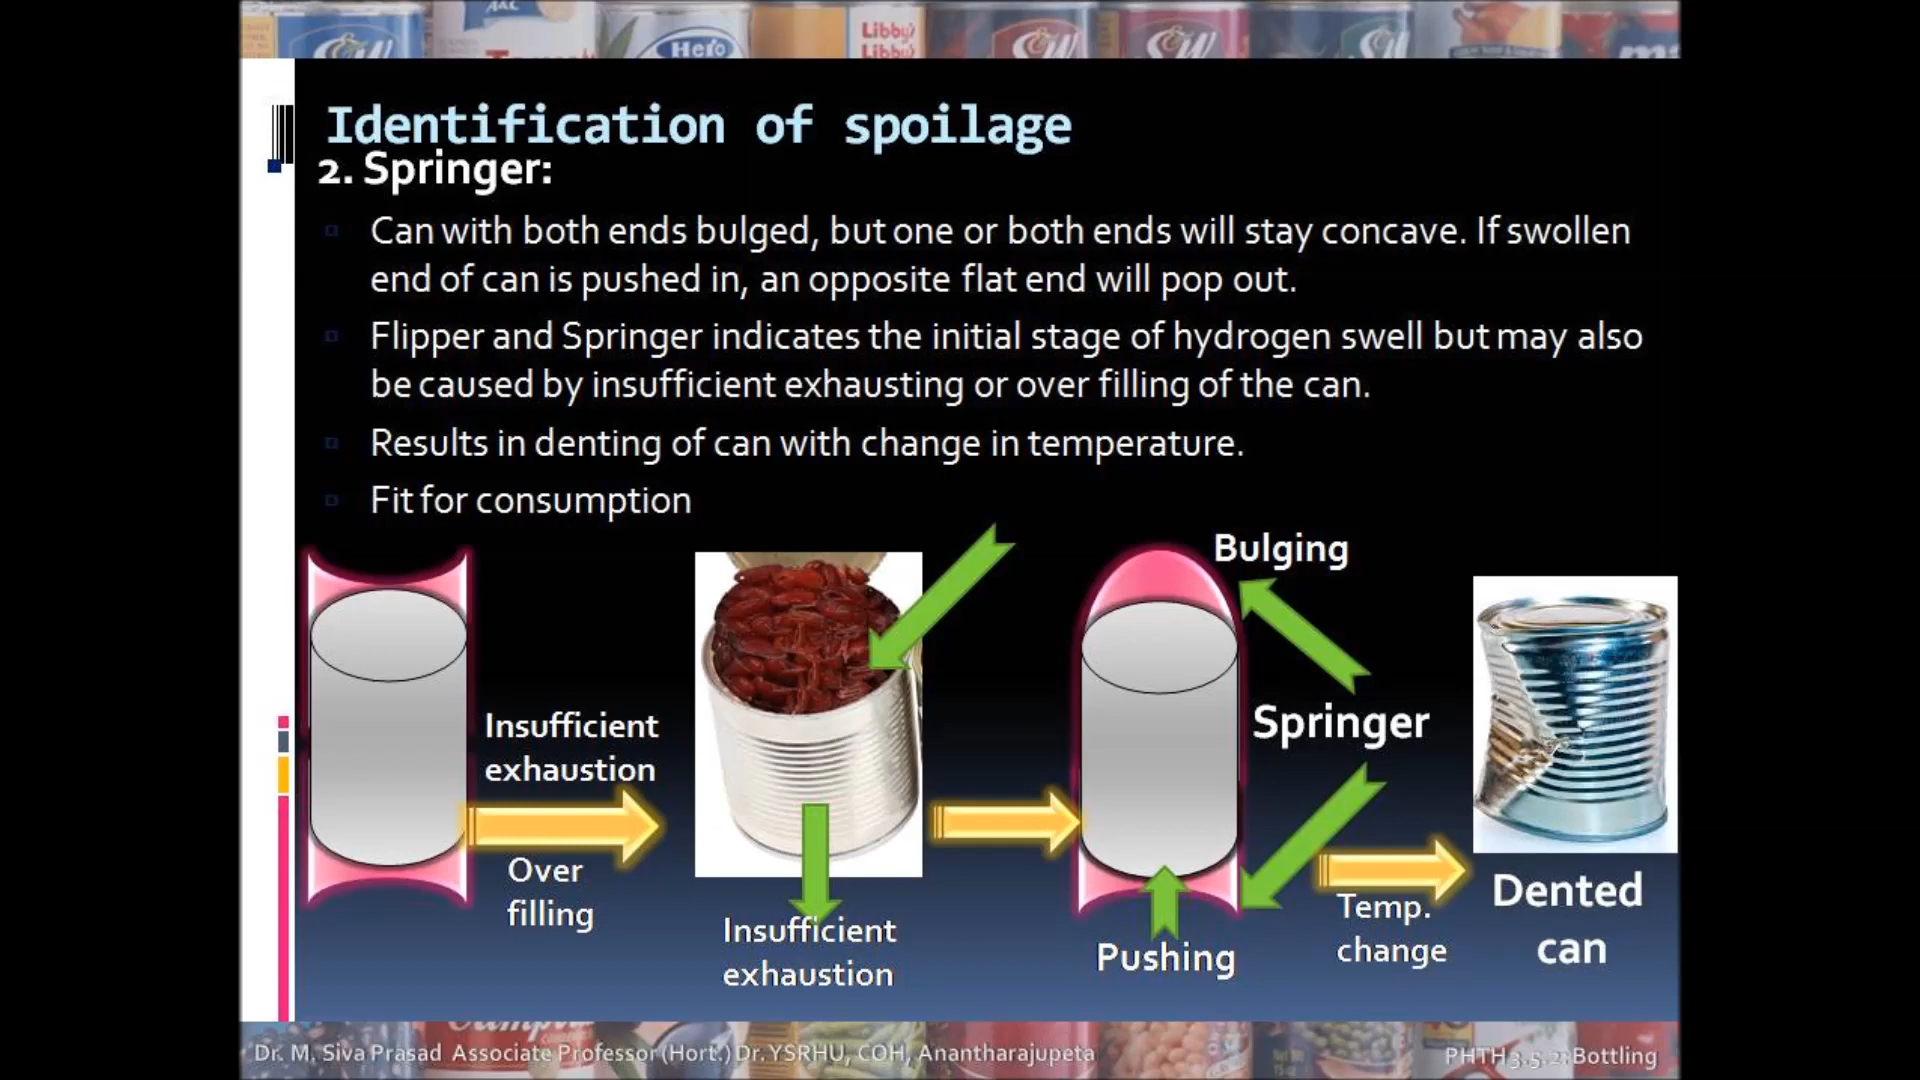 A&C
Hero
Libby's
Libby's
S&W
S&W
S&W
S&W
Identification of spoilage
2. Springer:
Can with both ends bulged, but one or both ends will stay concave. If swollen
end of can is pushed in, an opposite flat end will pop out.
Flipper and Springer indicates the initial stage of hydrogen swell but may also
be caused by insufficient exhausting or over filling of the can.
Results in denting of can with change in temperature.
Fit for consumption
Bulging
Insufficient
exhaustion
Springer
Over
filling
Insufficient
exhaustion
Pushing
Temp.
change
Dented
can
Dr. M. Siva Prasad Associate Professor (Hort.) Dr. YSRHU, COH, Anantharajupeta
PHTH 3.5.2: Bottling